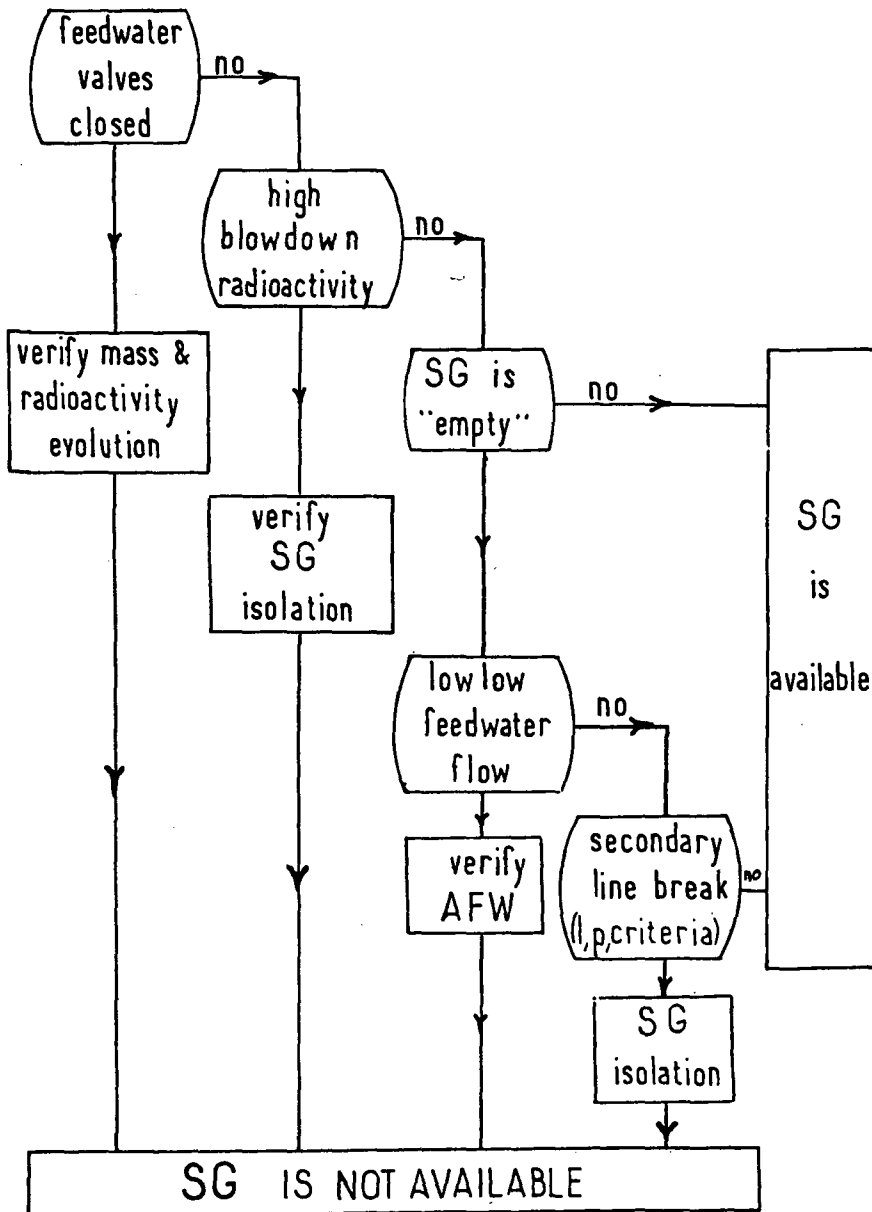 feedwater
valves
closed
no
high
blowdown
radioactivity
no
verify mass &
radioactivity
evolution
SG is
"empty"
no
SG
is
available
verify
SG
isolation
low low
feedwater
flow
no
verify
AFW
secondary
line break
(l,p,criteria)
no
SG
isolation
SG IS NOT AVAILABLE